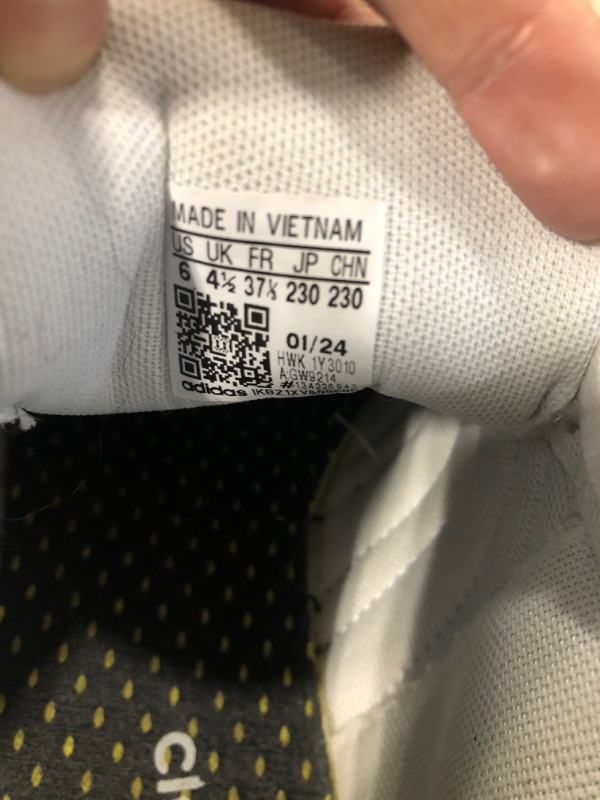 MADE IN VIETNAM
US UK FR JP CHN
6 4½ 37⅓ 230 230
01/24
HWK 1Y3010
A:GW9214
adidas